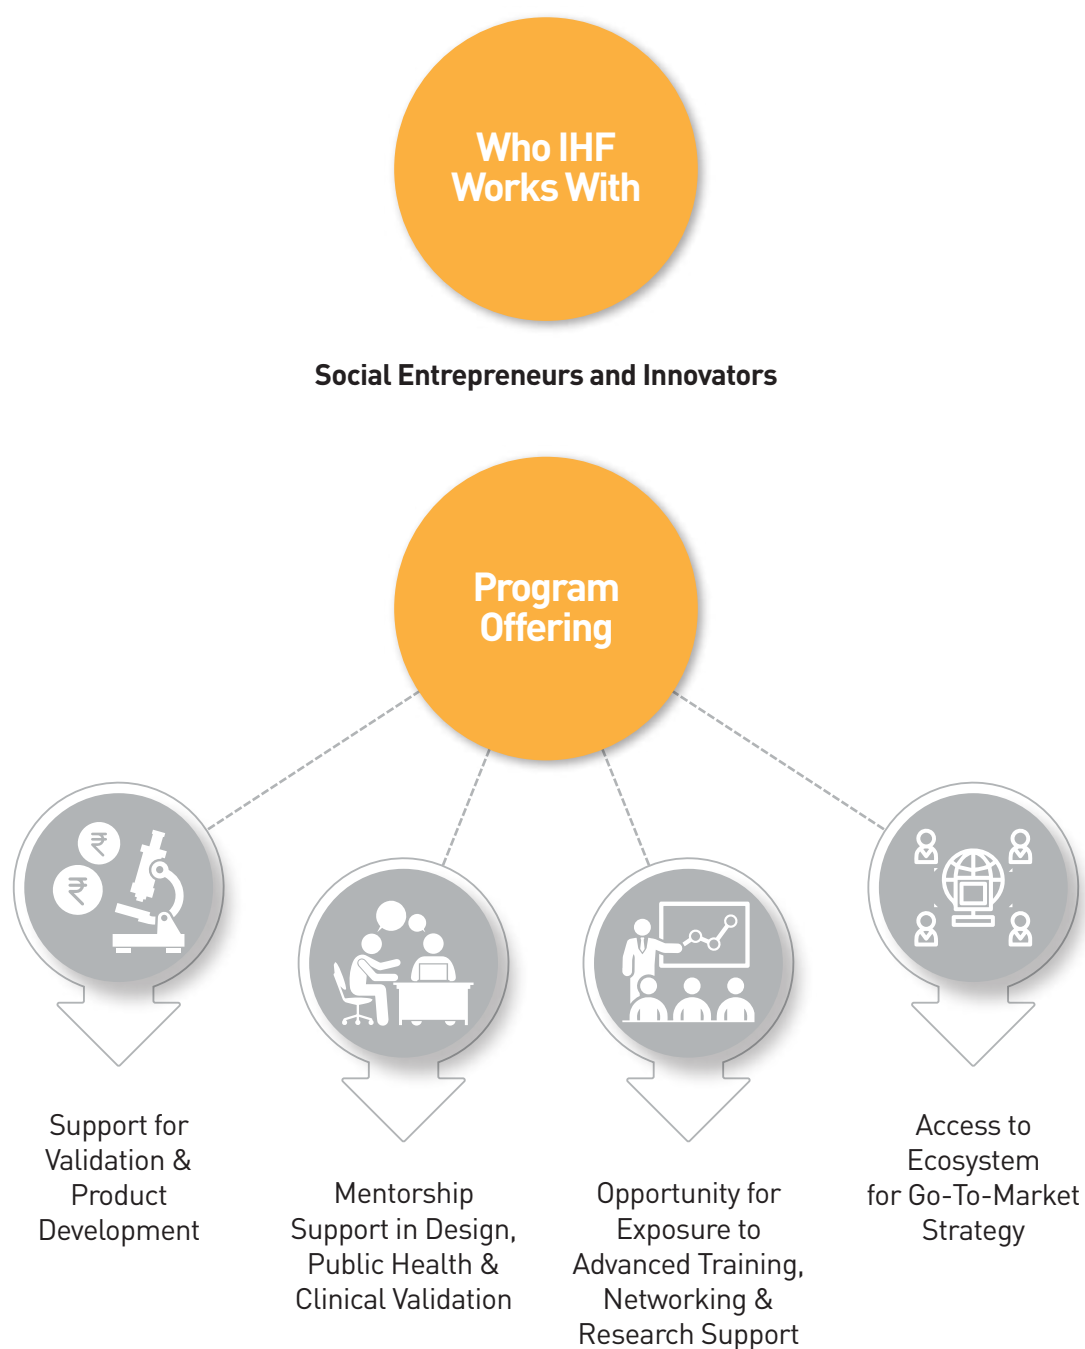 Who IHF
Works With
Social Entrepreneurs and Innovators
Program
Offering
₹
₹
Support for
Validation &
Product
Development
Mentorship
Support in Design,
Public Health &
Clinical Validation
Opportunity for
Exposure to
Advanced Training,
Networking &
Research Support
Access to
Ecosystem
for Go-To-Market
Strategy